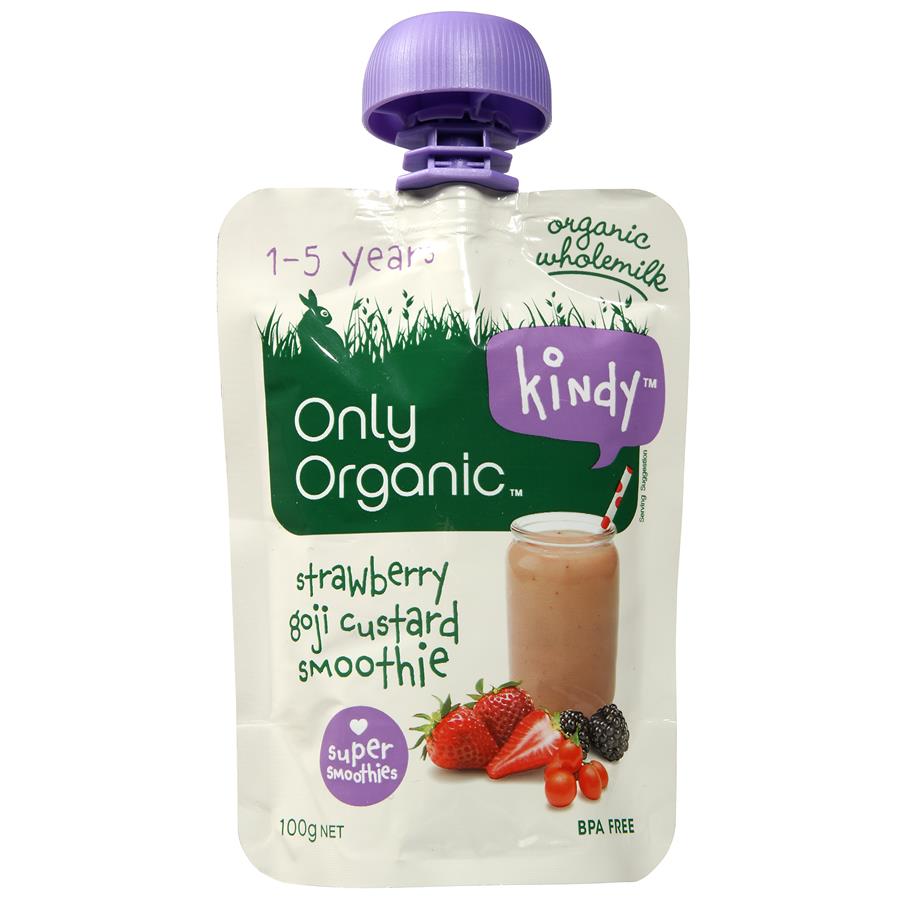 1-5 years
organic
wholemilk
kindy™
Only
Organic™
Serving Suggestion
strawberry
goji custard
smoothie
super
smoothies
100g NET
BPA FREE